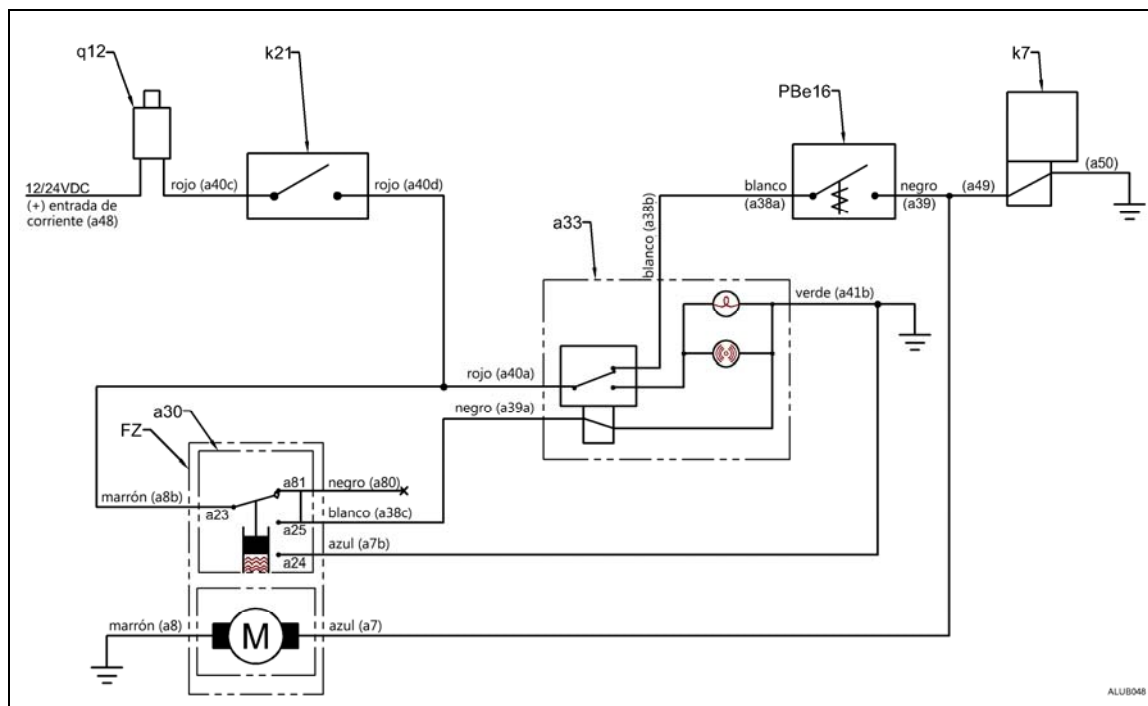 q12
k21
k7
PBe16
12/24VDC
(+) entrada de
corriente (a48)
rojo (a40c)
rojo (a40d)
blanco
(a38a)
negro
(a39)
(a49)
(a50)
blanco (a38b)
a33
verde (a41b)
rojo (a40a)
negro (a39a)
a30
FZ
marrón (a8b)
a23
a81
negro (a80)
blanco (a38c)
a25
azul (a7b)
a24
marrón (a8)
M
azul (a7)
ALUB048